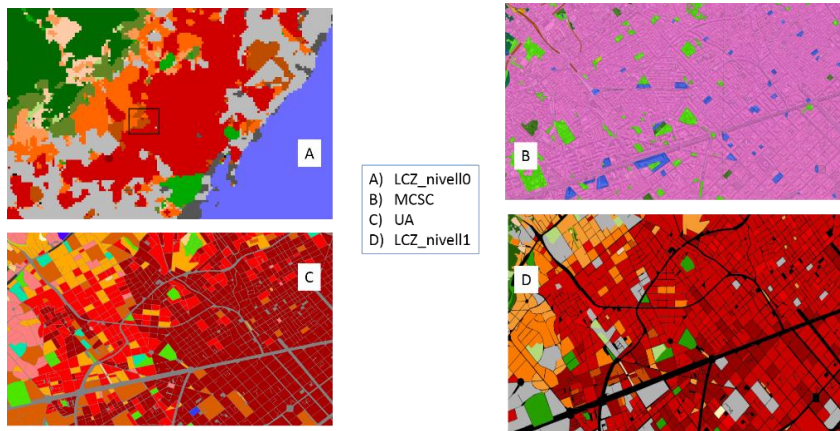 A
B
A) LCZ_nivell0
B) MCSC
C) UA
D) LCZ_nivell1
C
D